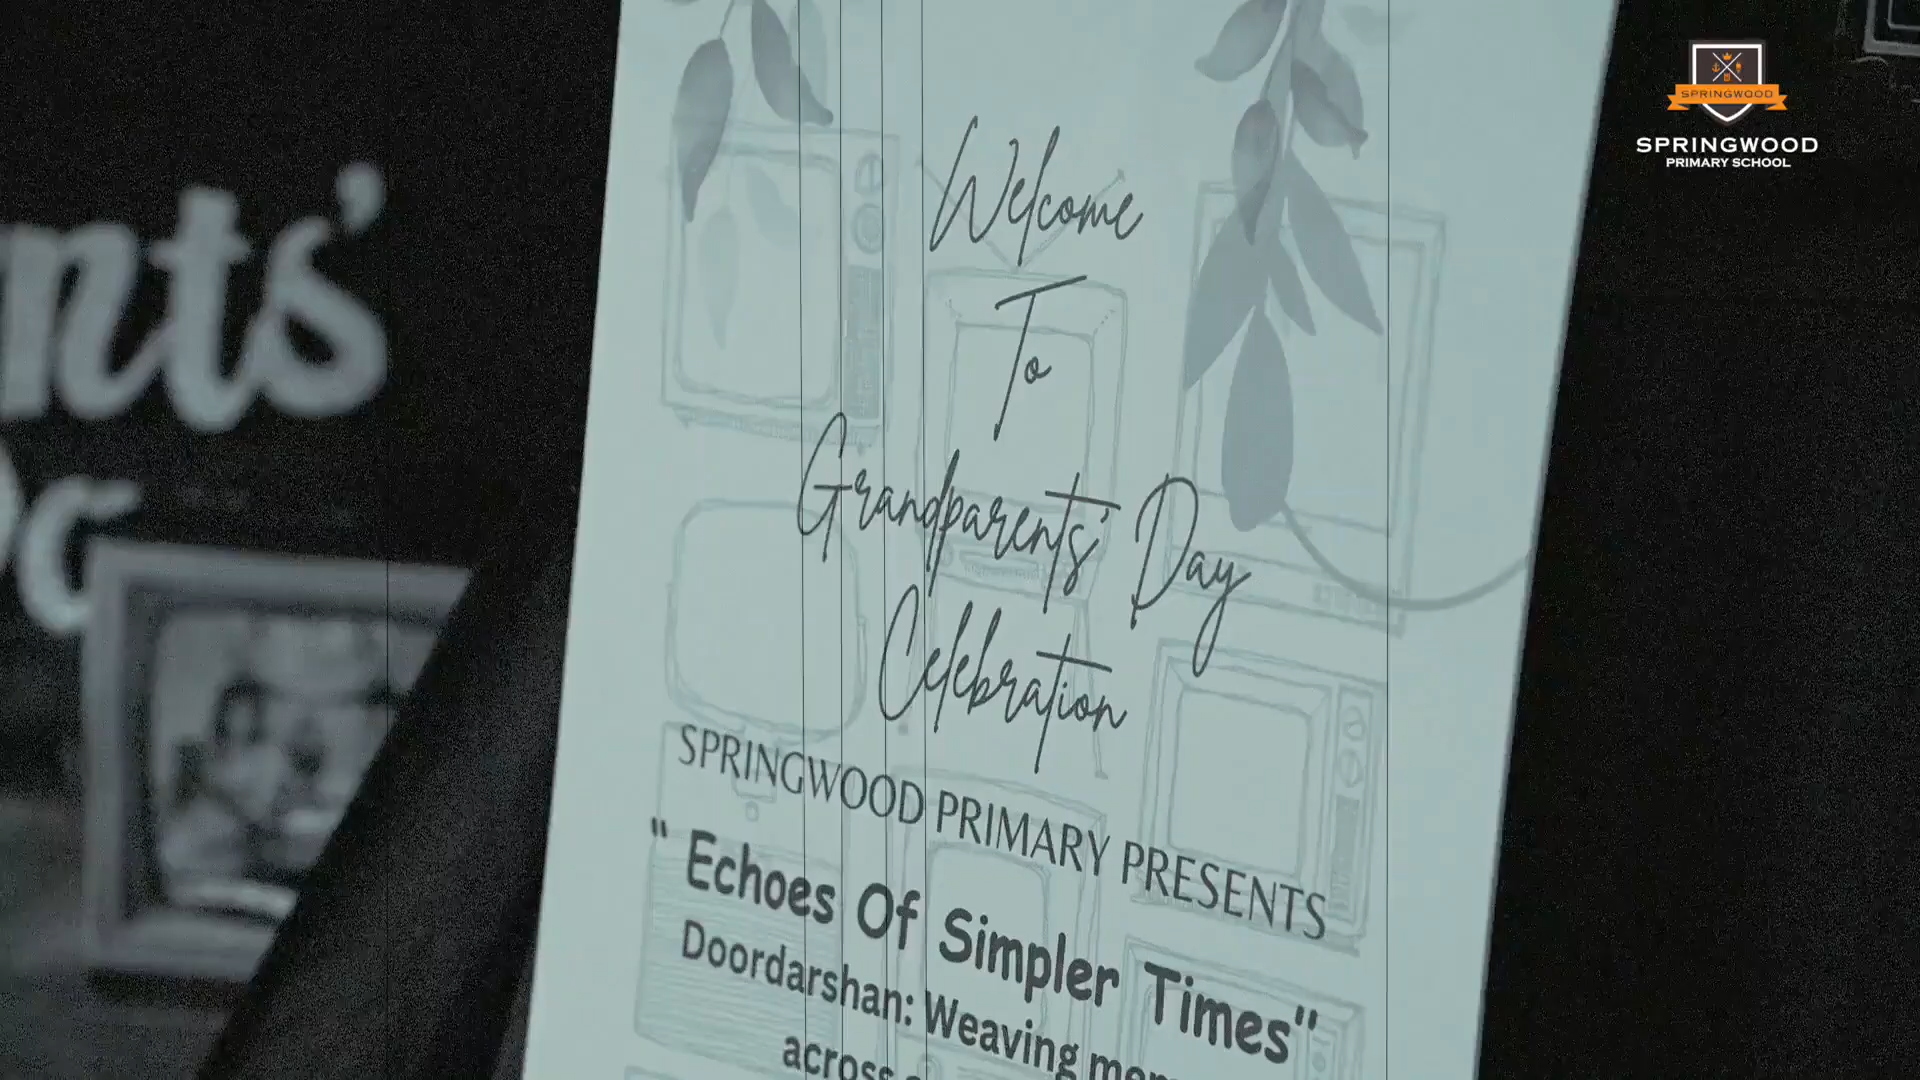 Welcome
To
Grandparents' Day
Celebration
SPRINGWOOD PRIMARY PRESENTS
" Echoes Of Simpler Times"
Doordarshan: Weaving
across
nts'
SPRINGWOOD
SPRINGWOOD
PRIMARY SCHOOL